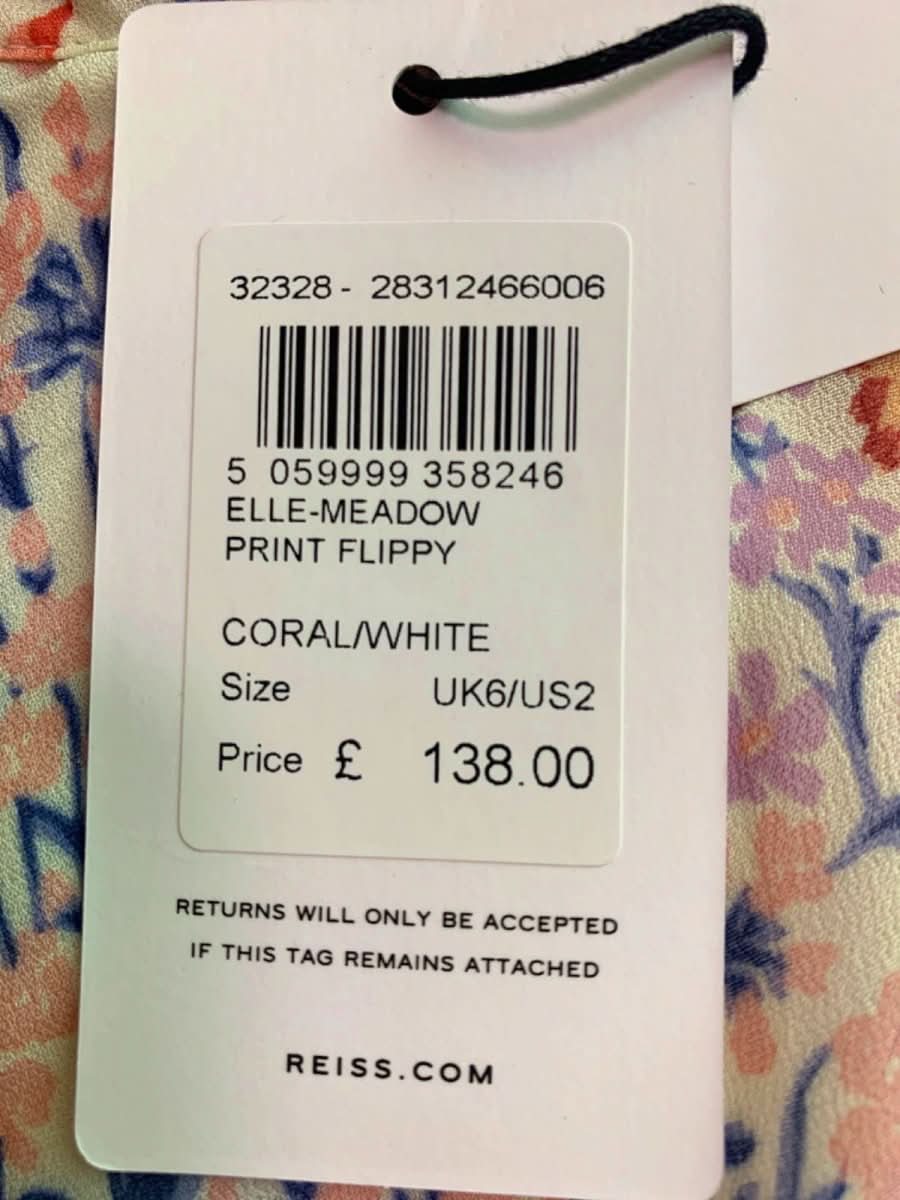 32328 - 28312466006
5 059999 358246
ELLE-MEADOW
PRINT FLIPPY
CORAL/WHITE
Size UK6/US2
Price £ 138.00
RETURNS WILL ONLY BE ACCEPTED
IF THIS TAG REMAINS ATTACHED
REISS.COM